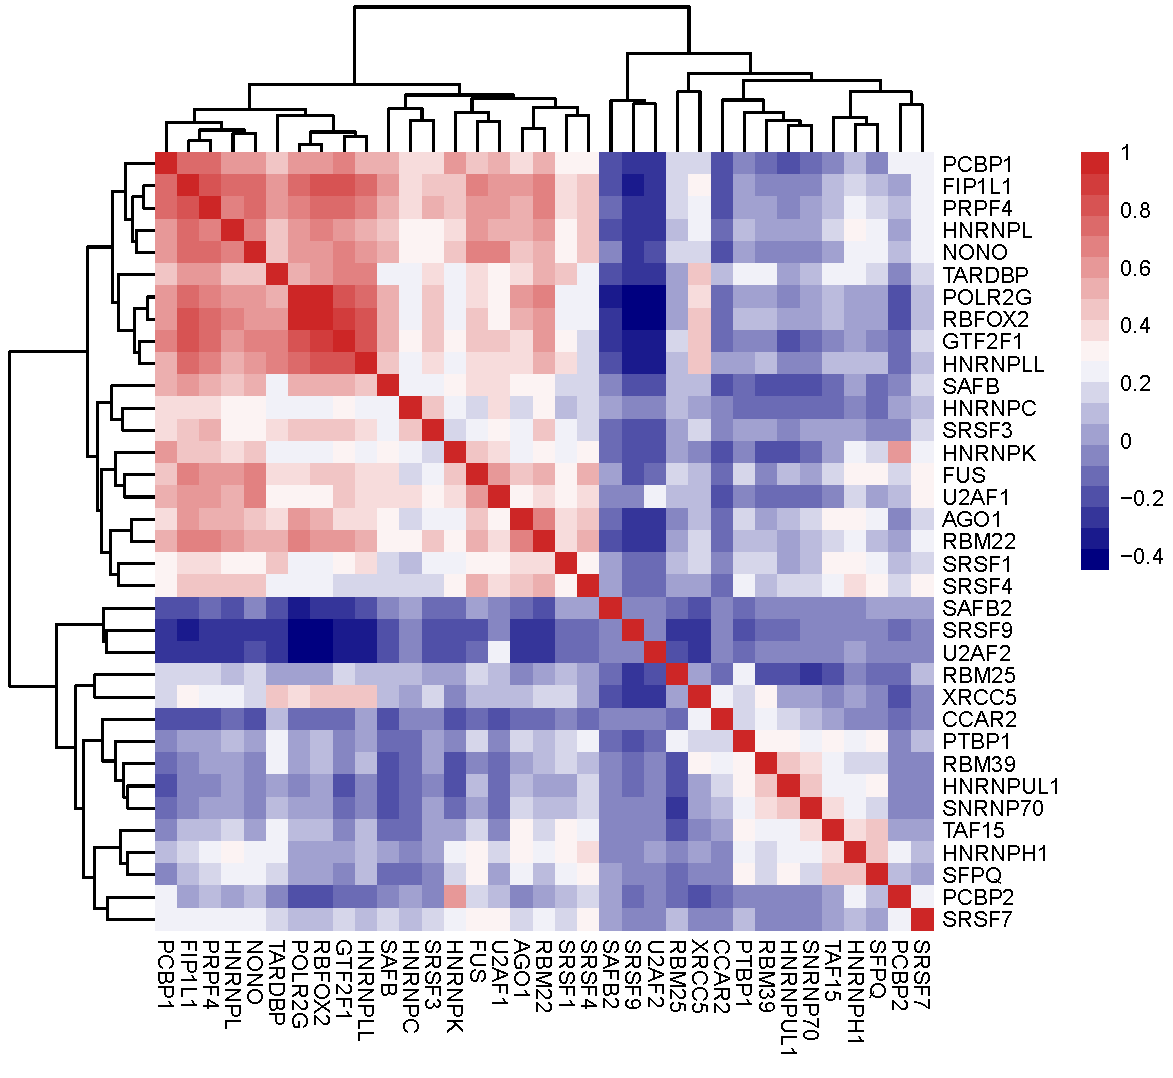 PCBP1
FIP1L1
PRPF4
HNRNPL
NONO
TARDBP
POLR2G
RBFOX2
GTF2F1
HNRNPLL
SAFB
HNRNPC
SRSF3
HNRNPK
FUS
U2AF1
AGO1
RBM22
SRSF1
SRSF4
SAFB2
SRSF9
U2AF2
RBM25
XRCC5
CCAR2
PTBP1
RBM39
HNRNPUL1
SNRNP70
TAF15
HNRNPH1
SFPQ
PCBP2
SRSF7
1
0.8
0.6
0.4
0.2
0
−0.2
−0.4
PCBP1
FIP1L1
PRPF4
HNRNPL
NONO
TARDBP
POLR2G
RBFOX2
GTF2F1
HNRNPLL
SAFB
HNRNPC
SRSF3
HNRNPK
FUS
U2AF1
AGO1
RBM22
SRSF1
SRSF4
SAFB2
SRSF9
U2AF2
RBM25
XRCC5
CCAR2
PTBP1
RBM39
HNRNPUL1
SNRNP70
TAF15
HNRNPH1
SFPQ
PCBP2
SRSF7